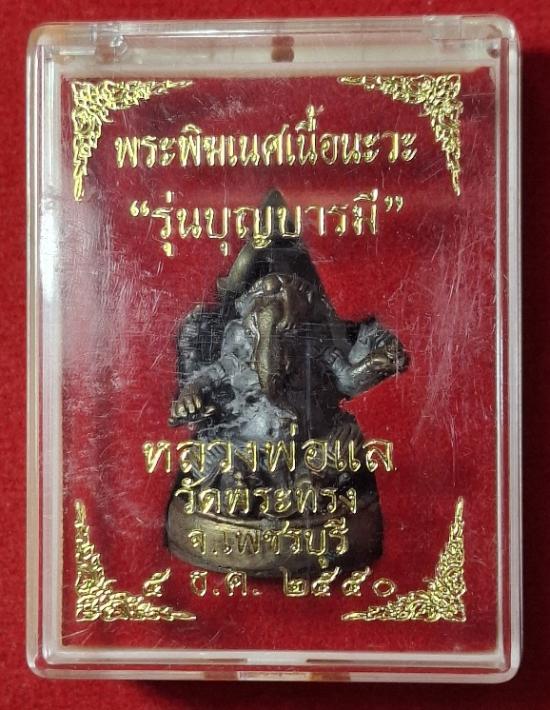 พระพิฆเนศเนื้อนะวะ
“รุ่นบุญบารมี”
หลวงพ่อแล
วัดพระทรง
จ.เพชรบุรี
๕ ธ.ค. ๒๕๕๐